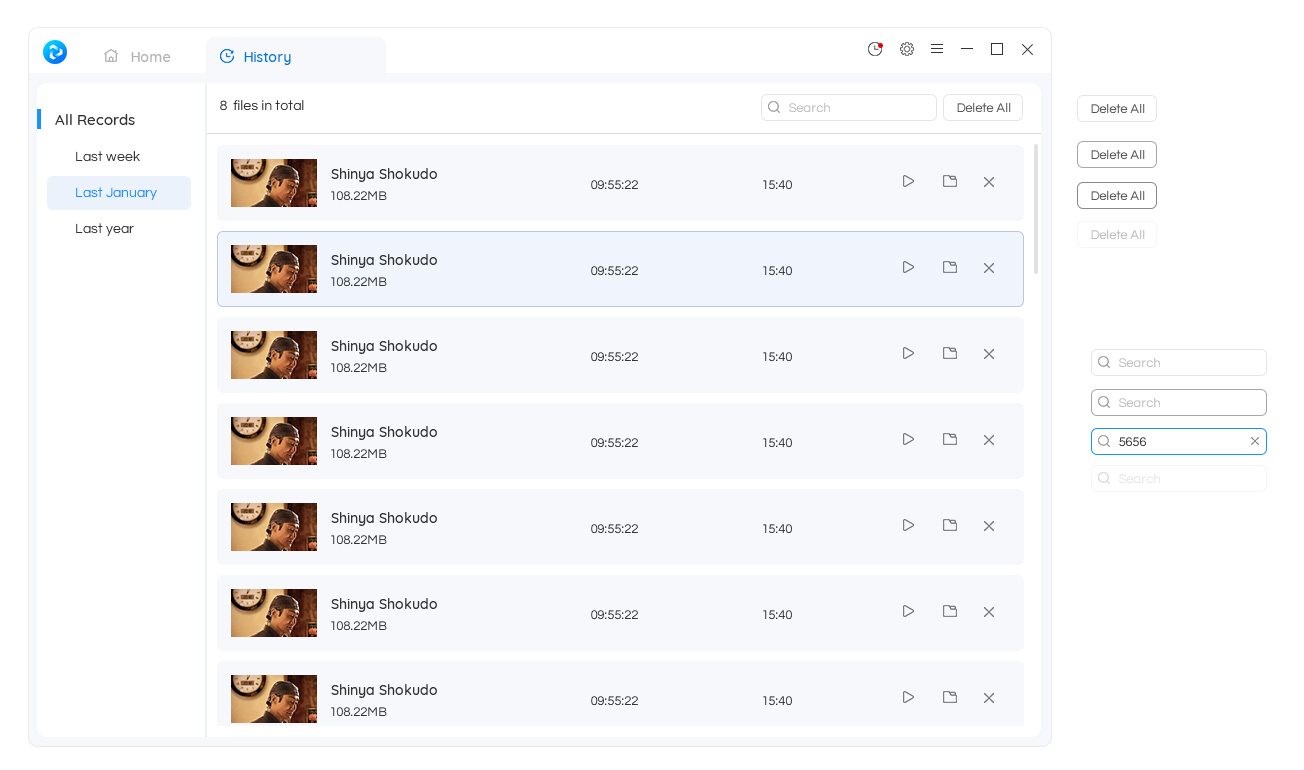 Home
History
8 files in total
Search
Delete All
All Records
Last week
Last January
Last year
Shinya Shokudo
108.22MB
09:55:22
15:40
Shinya Shokudo
108.22MB
09:55:22
15:40
Shinya Shokudo
108.22MB
09:55:22
15:40
Shinya Shokudo
108.22MB
09:55:22
15:40
Shinya Shokudo
108.22MB
09:55:22
15:40
Shinya Shokudo
108.22MB
09:55:22
15:40
Shinya Shokudo
108.22MB
09:55:22
15:40
Delete All
Delete All
Delete All
Delete All
Search
Search
5656
Search